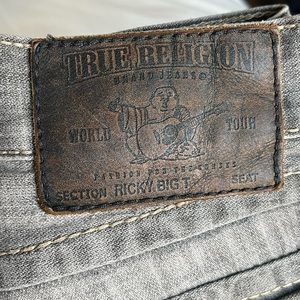 TRUE RELIGION
BRAND JEANS
WORLD TOUR
SECTION RICKY BIG T SEAT